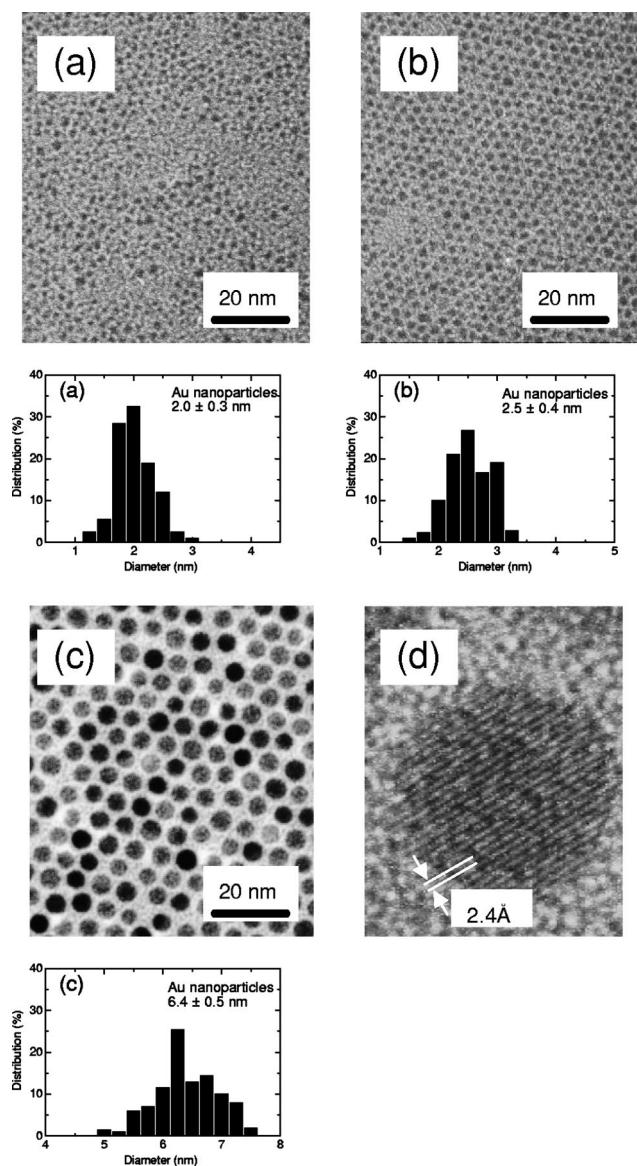 (a)
20 nm
(b)
20 nm
(a)
Au nanoparticles
2.0 ± 0.3 nm
Distribution (%)
40
30
20
10
0
1 2 3 4
Diameter (nm)
(b)
Au nanoparticles
2.5 ± 0.4 nm
Distribution (%)
40
30
20
10
0
1 2 3 4 5
Diameter (nm)
(c)
20 nm
(d)
2.4Å
(c)
Au nanoparticles
6.4 ± 0.5 nm
Distribution (%)
40
30
20
10
0
4 5 6 7 8
Diameter (nm)